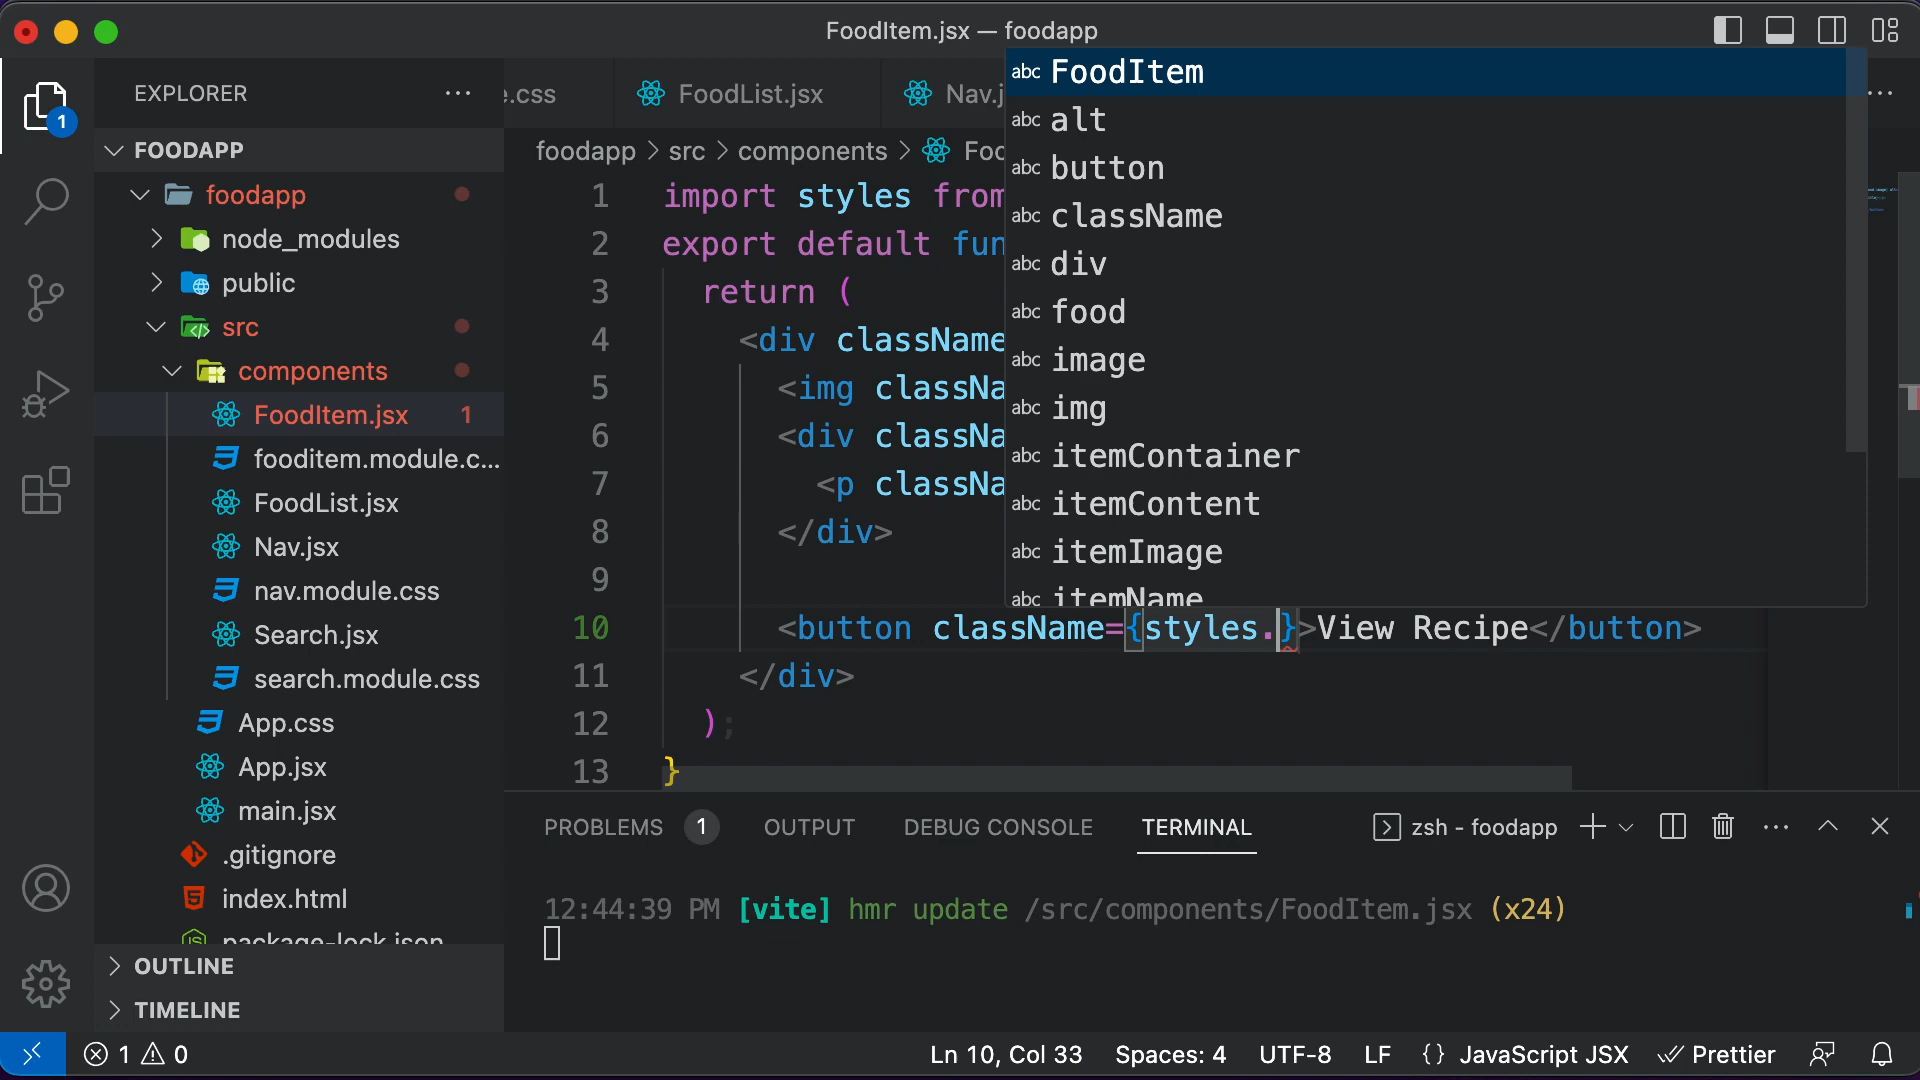 FoodItem.jsx — foodapp
1
EXPLORER
FOODAPP
foodapp
node_modules
public
src
components
FoodItem.jsx 1
fooditem.module.c...
FoodList.jsx
Nav.jsx
nav.module.css
Search.jsx
search.module.css
App.css
App.jsx
main.jsx
.gitignore
index.html
package-lock.json
OUTLINE
TIMELINE
e.css
FoodList.jsx
Nav.j
...
foodapp > src > components > Foo
1 import styles from
2 export default fun
3 return (
4 <div className
5 <img classNa
6 <div classNa
7 <p classNa
8 </div>
9
10 <button className={styles.}>View Recipe</button>
11 </div>
12 );
13 }
abc FoodItem
abc alt
abc button
abc className
abc div
abc food
abc image
abc img
abc itemContainer
abc itemContent
abc itemImage
abc itemName
PROBLEMS 1 OUTPUT DEBUG CONSOLE TERMINAL zsh - foodapp
12:44:39 PM [vite] hmr update /src/components/FoodItem.jsx (x24)
1 0 Ln 10, Col 33 Spaces: 4 UTF-8 LF {} JavaScript JSX Prettier